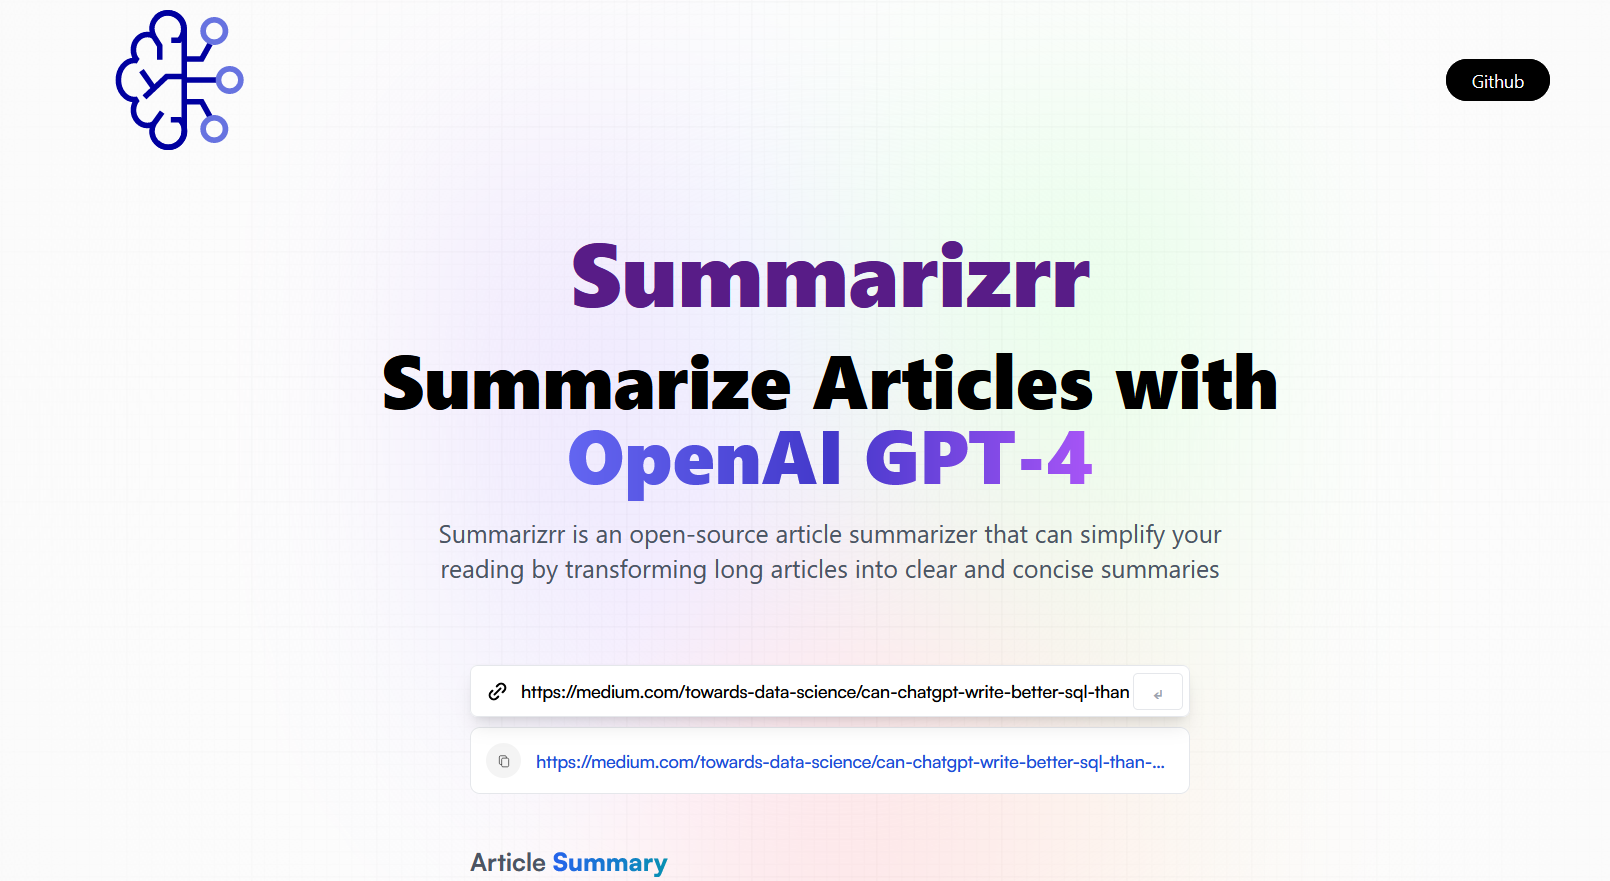 Github
Summarizrr
Summarize Articles with
OpenAI GPT-4
Summarizrr is an open-source article summarizer that can simplify your
reading by transforming long articles into clear and concise summaries
https://medium.com/towards-data-science/can-chatgpt-write-better-sql-than
https://medium.com/towards-data-science/can-chatgpt-write-better-sql-than-...
Article Summary